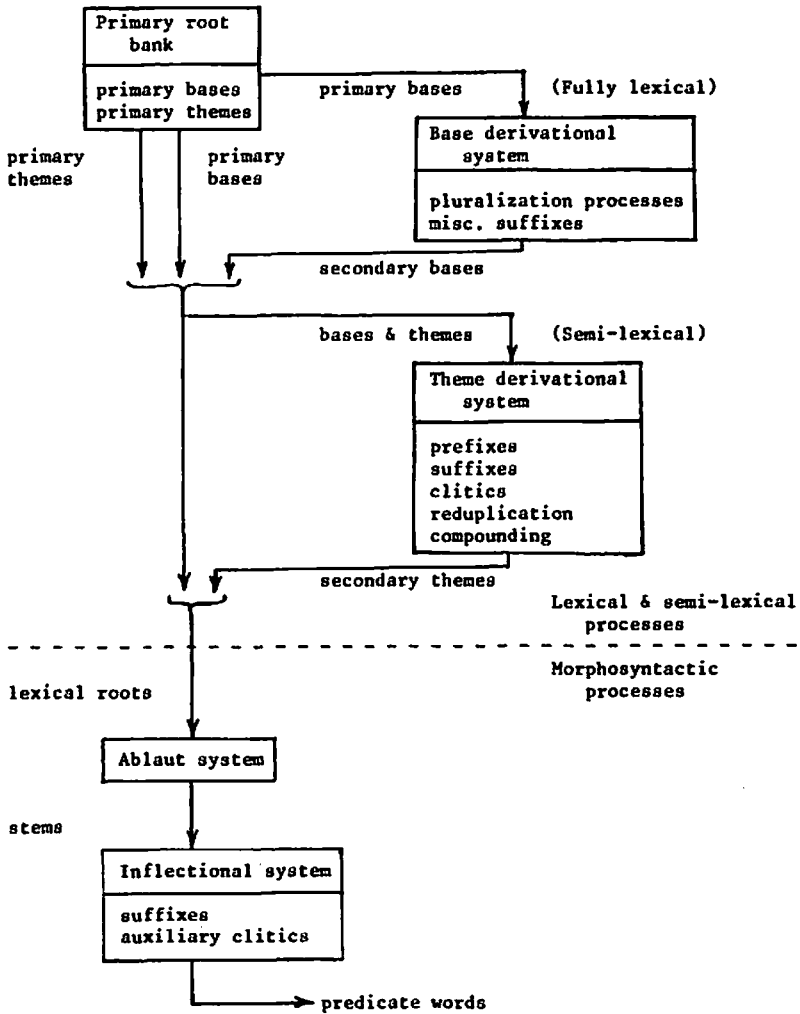 Primary root
bank
primary bases
primary themes
primary bases
(Fully lexical)
Base derivational
system
pluralization processes
misc. suffixes
primary
themes
primary
bases
secondary bases
bases & themes
(Semi-lexical)
Theme derivational
system
prefixes
suffixes
clitics
reduplication
compounding
secondary themes
Lexical & semi-lexical
processes
Morphosyntactic
processes
lexical roots
Ablaut system
stems
Inflectional system
suffixes
auxiliary clitics
predicate words